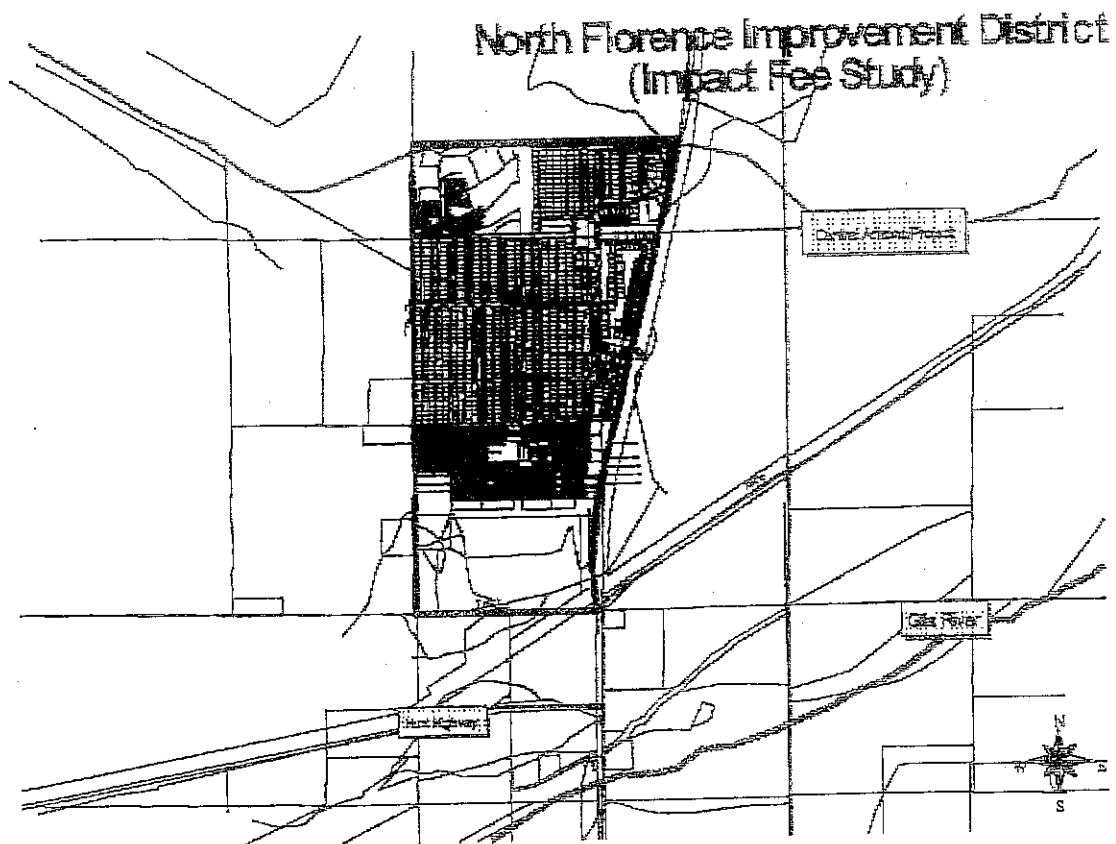 North Florence Improvement District
(Impact Fee Study)
Central Arizona Project
Gila River
Hunt Highway
N
S